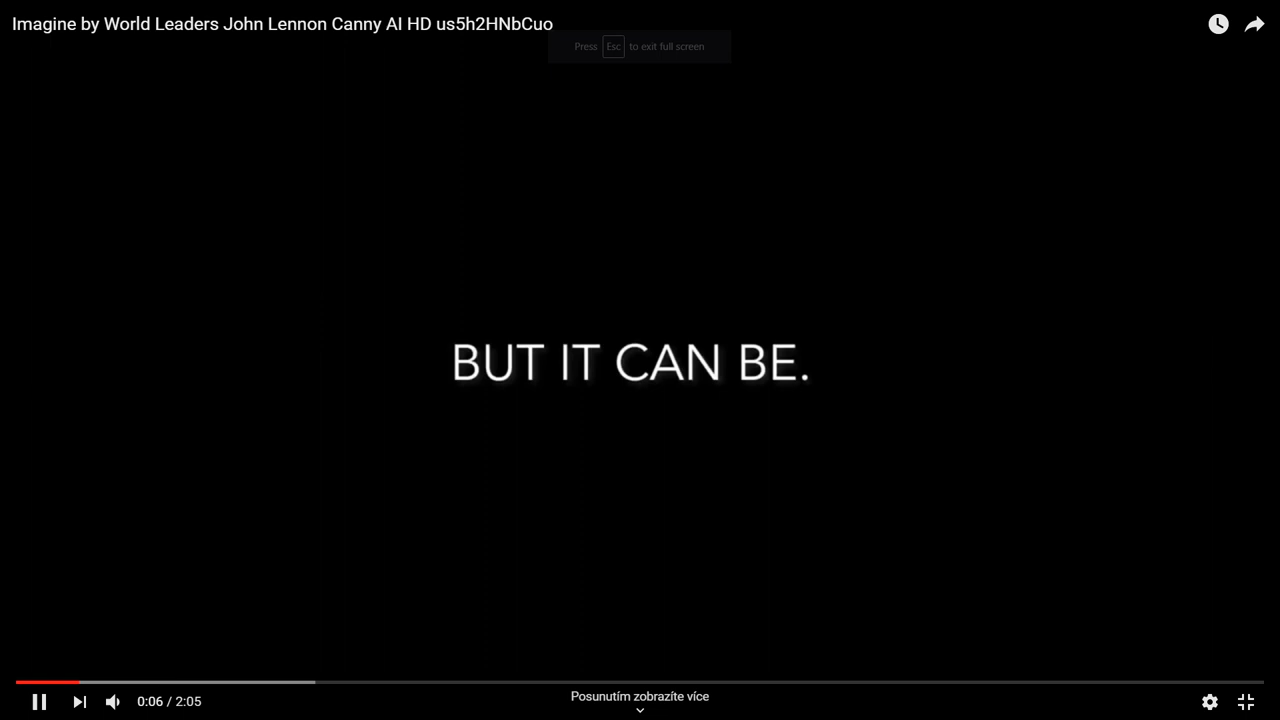 Imagine by World Leaders John Lennon Canny AI HD us5h2HNbCuo
Press Esc to exit full screen
BUT IT CAN BE.
0:06 / 2:05
Posunutím zobrazíte více